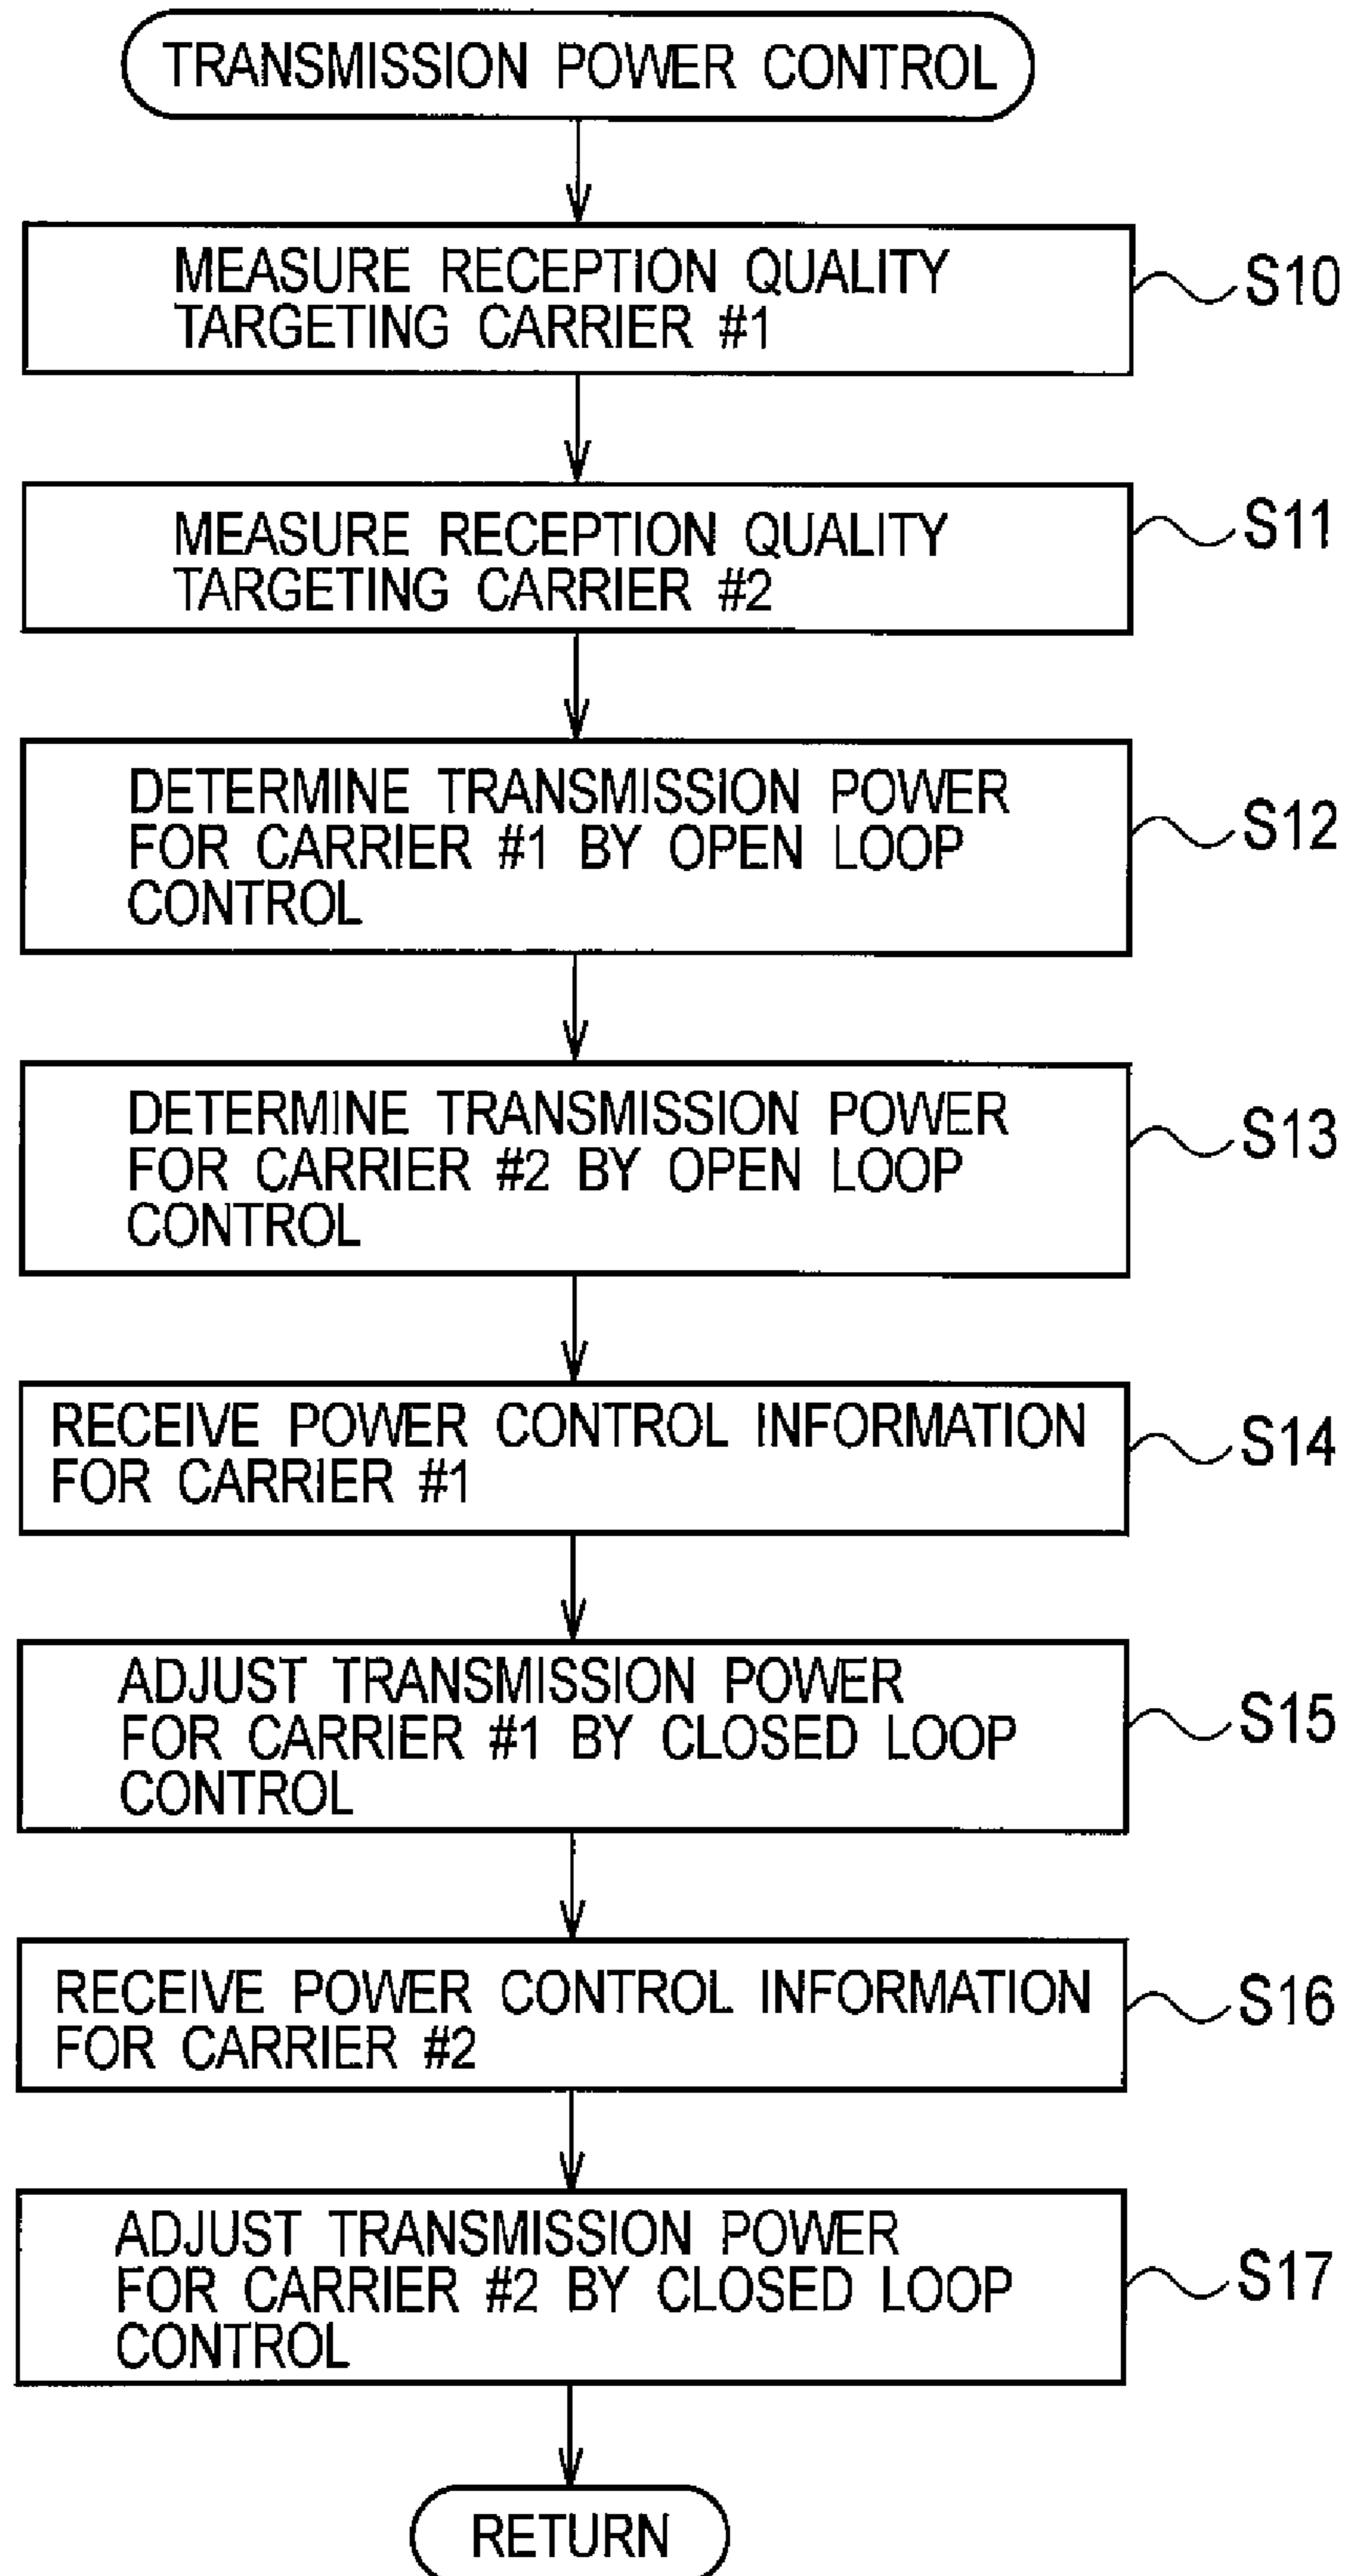 TRANSMISSION POWER CONTROL
MEASURE RECEPTION QUALITY
TARGETING CARRIER #1
S10
MEASURE RECEPTION QUALITY
TARGETING CARRIER #2
S11
DETERMINE TRANSMISSION POWER
FOR CARRIER #1 BY OPEN LOOP
CONTROL
S12
DETERMINE TRANSMISSION POWER
FOR CARRIER #2 BY OPEN LOOP
CONTROL
S13
RECEIVE POWER CONTROL INFORMATION
FOR CARRIER #1
S14
ADJUST TRANSMISSION POWER
FOR CARRIER #1 BY CLOSED LOOP
CONTROL
S15
RECEIVE POWER CONTROL INFORMATION
FOR CARRIER #2
S16
ADJUST TRANSMISSION POWER
FOR CARRIER #2 BY CLOSED LOOP
CONTROL
S17
RETURN